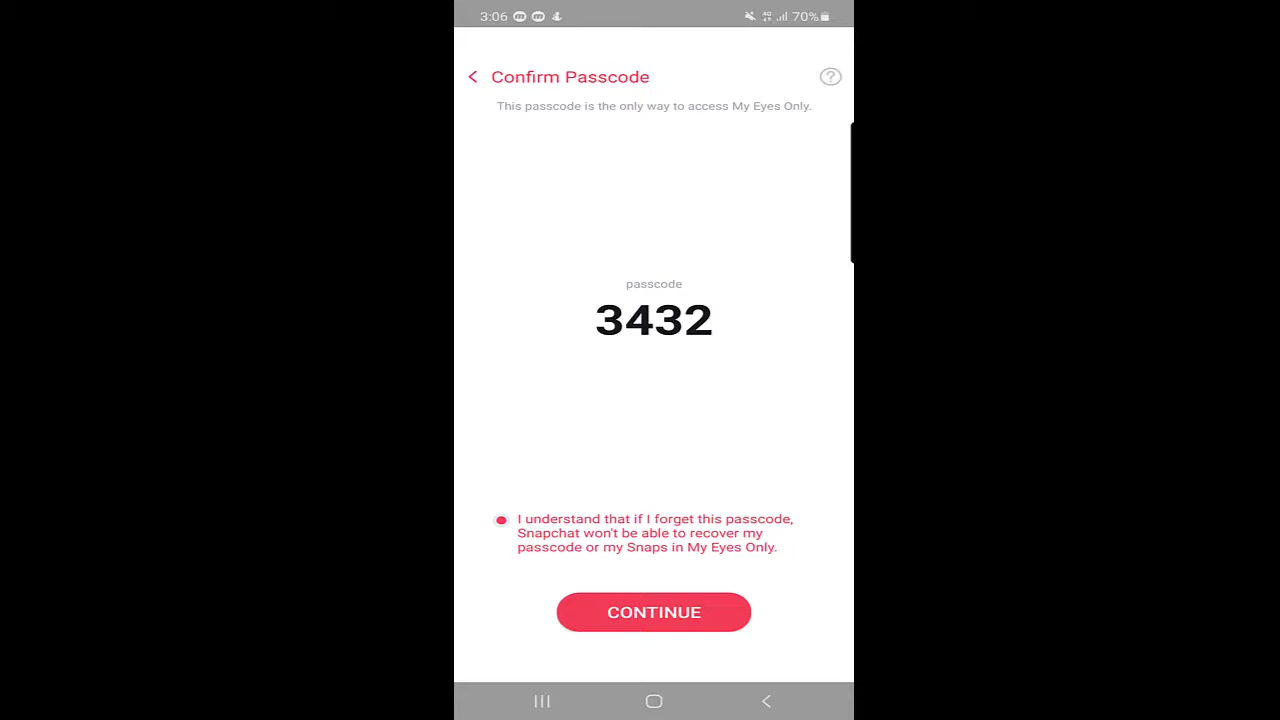 3:06 70%
Confirm Passcode ?
This passcode is the only way to access My Eyes Only.
passcode
3432
I understand that if I forget this passcode,
Snapchat won't be able to recover my
passcode or my Snaps in My Eyes Only.
CONTINUE